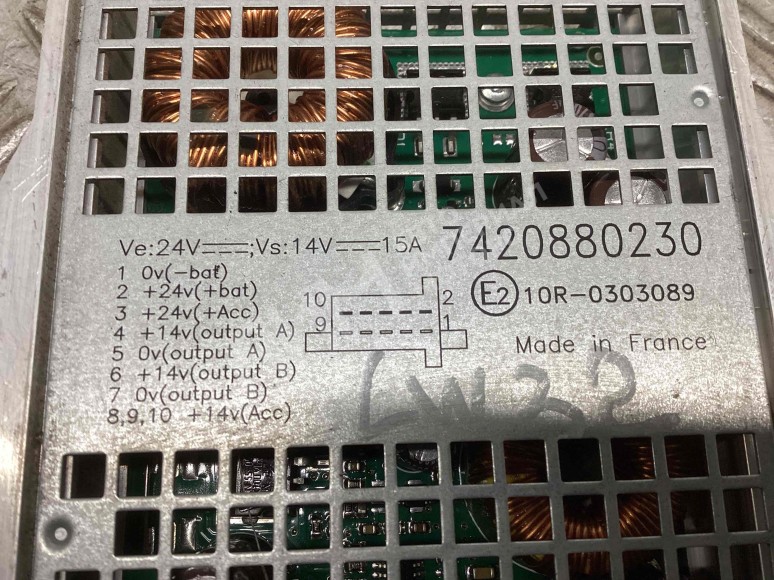 Ve:24V⎓;Vs:14V⎓15A 7420880230
1 0v(-bat)
2 +24v(+bat)
3 +24v(+Acc)
4 +14v(output A)
5 0v(output A)
6 +14v(output B)
7 0v(output B)
8,9,10 +14v(Acc)
10 2
9 1
E2 10R-0303089
Made in France
LW22